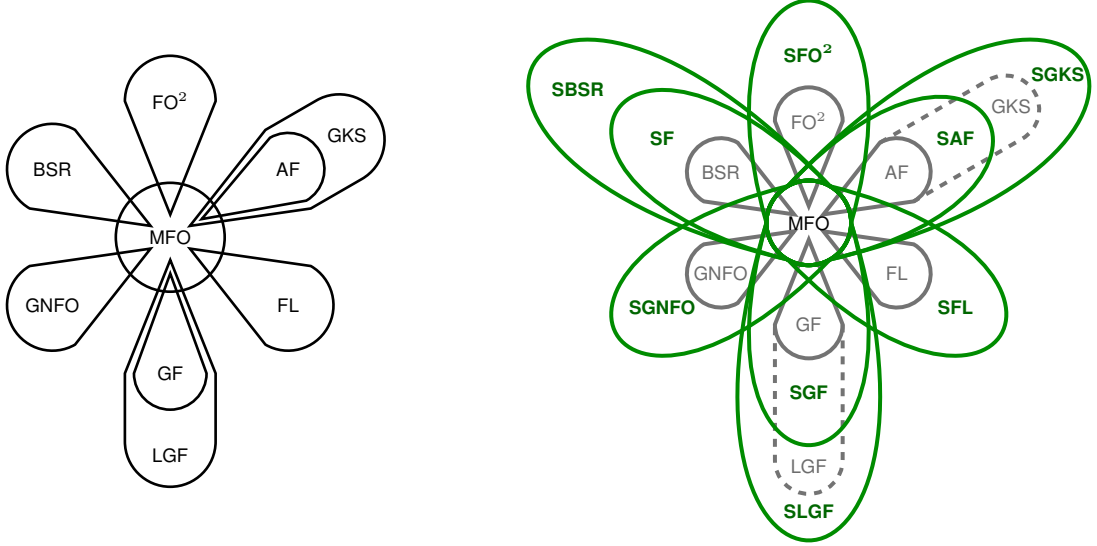 FO²
GKS
BSR
AF
MFO
GNFO
FL
GF
LGF
SFO²
SGKS
SBSR
GKS
FO²
SF
SAF
BSR
AF
MFO
GNFO
FL
SGNFO
SFL
GF
SGF
LGF
SLGF